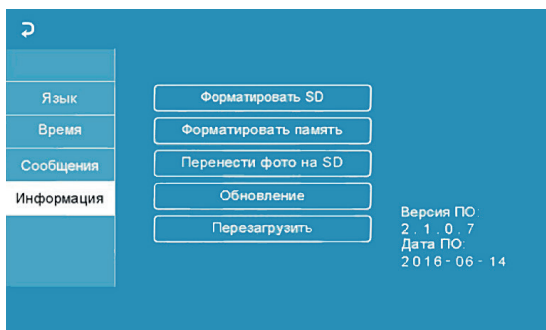 Язык
Время
Сообщения
Информация
Форматировать SD
Форматировать память
Перенести фото на SD
Обновление
Перезагрузить
Версия ПО:
2.1.0.7
Дата ПО:
2016-06-14